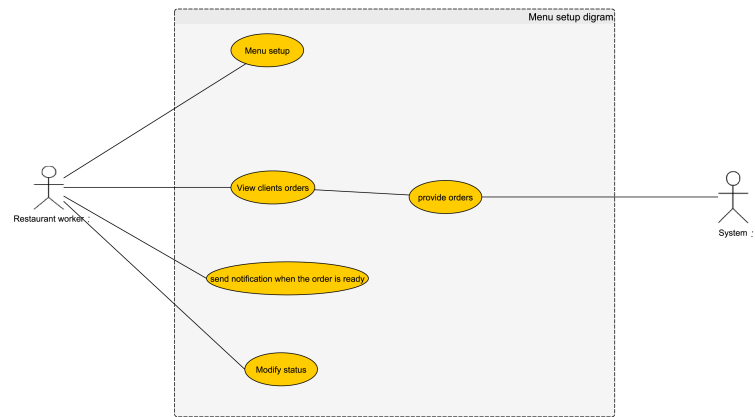 Menu setup digram
Menu setup
View clients orders
provide orders
Restaurant worker :
System :
send notification when the order is ready
Modify status